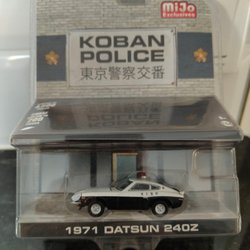 MiJo
Exclusives
KOBAN
POLICE
東京警察交番
1971 DATSUN 240Z